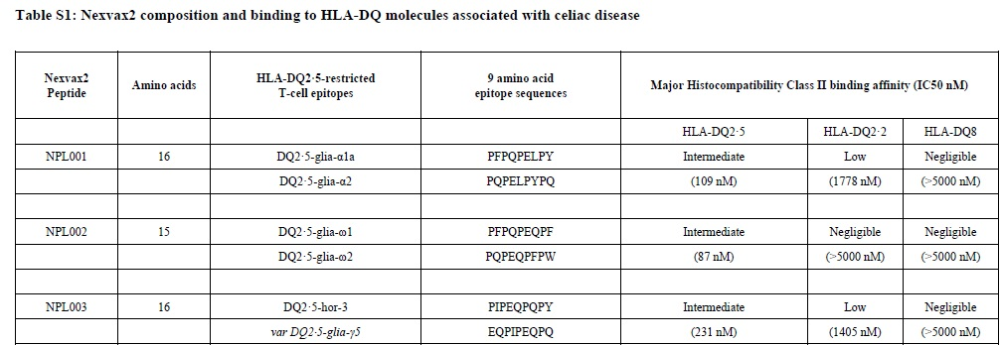 Table S1: Nexvax2 composition and binding to HLA-DQ molecules associated with celiac disease
Nexvax2 Peptide Amino acids HLA-DQ2·5-restricted T-cell epitopes 9 amino acid epitope sequences Major Histocompatibility Class II binding affinity (IC50 nM)
HLA-DQ2·5 HLA-DQ2·2 HLA-DQ8
NPL001 16 DQ2·5-glia-α1a PFPQPELPY Intermediate Low Negligible
DQ2·5-glia-α2 PQPELPYPQ (109 nM) (1778 nM) (>5000 nM)
NPL002 15 DQ2·5-glia-ω1 PFPQPEQPF Intermediate Negligible Negligible
DQ2·5-glia-ω2 PQPEQPFPW (87 nM) (>5000 nM) (>5000 nM)
NPL003 16 DQ2·5-hor-3 PIPEQPQPY Intermediate Low Negligible
var DQ2·5-glia-γ5 EQPIPEQPQ (231 nM) (1405 nM) (>5000 nM)